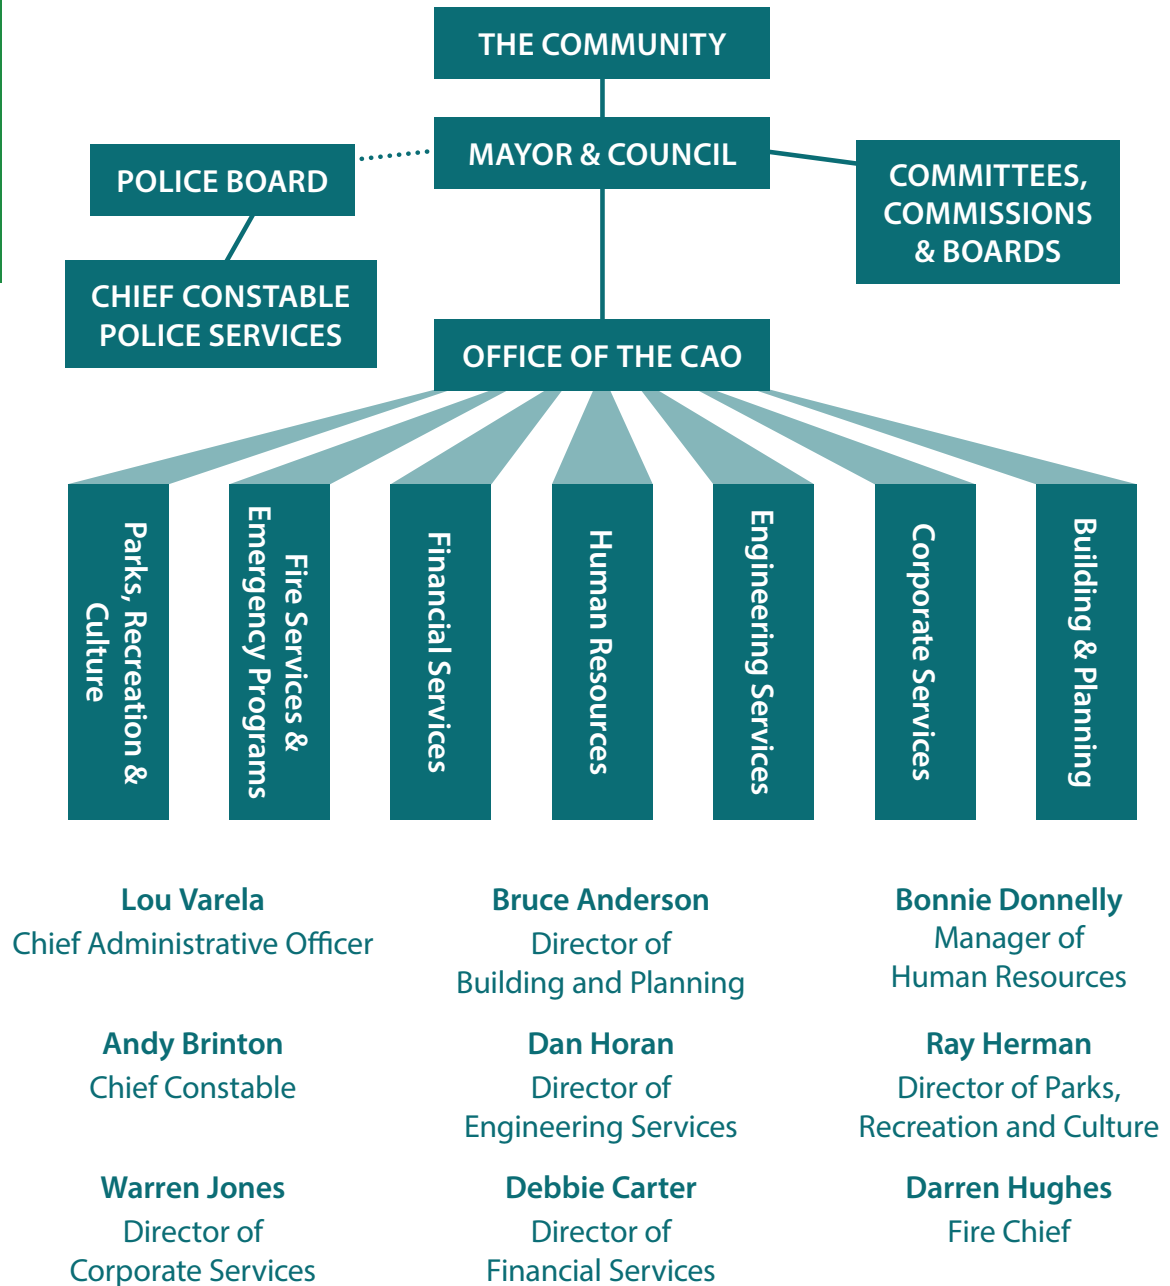 THE COMMUNITY
MAYOR & COUNCIL
POLICE BOARD
COMMITTEES,
COMMISSIONS
& BOARDS
CHIEF CONSTABLE
POLICE SERVICES
OFFICE OF THE CAO
Parks, Recreation &
Culture
Fire Services &
Emergency Programs
Financial Services
Human Resources
Engineering Services
Corporate Services
Building & Planning
Lou Varela
Chief Administrative Officer
Bruce Anderson
Director of
Building and Planning
Bonnie Donnelly
Manager of
Human Resources
Andy Brinton
Chief Constable
Dan Horan
Director of
Engineering Services
Ray Herman
Director of Parks,
Recreation and Culture
Warren Jones
Director of
Corporate Services
Debbie Carter
Director of
Financial Services
Darren Hughes
Fire Chief